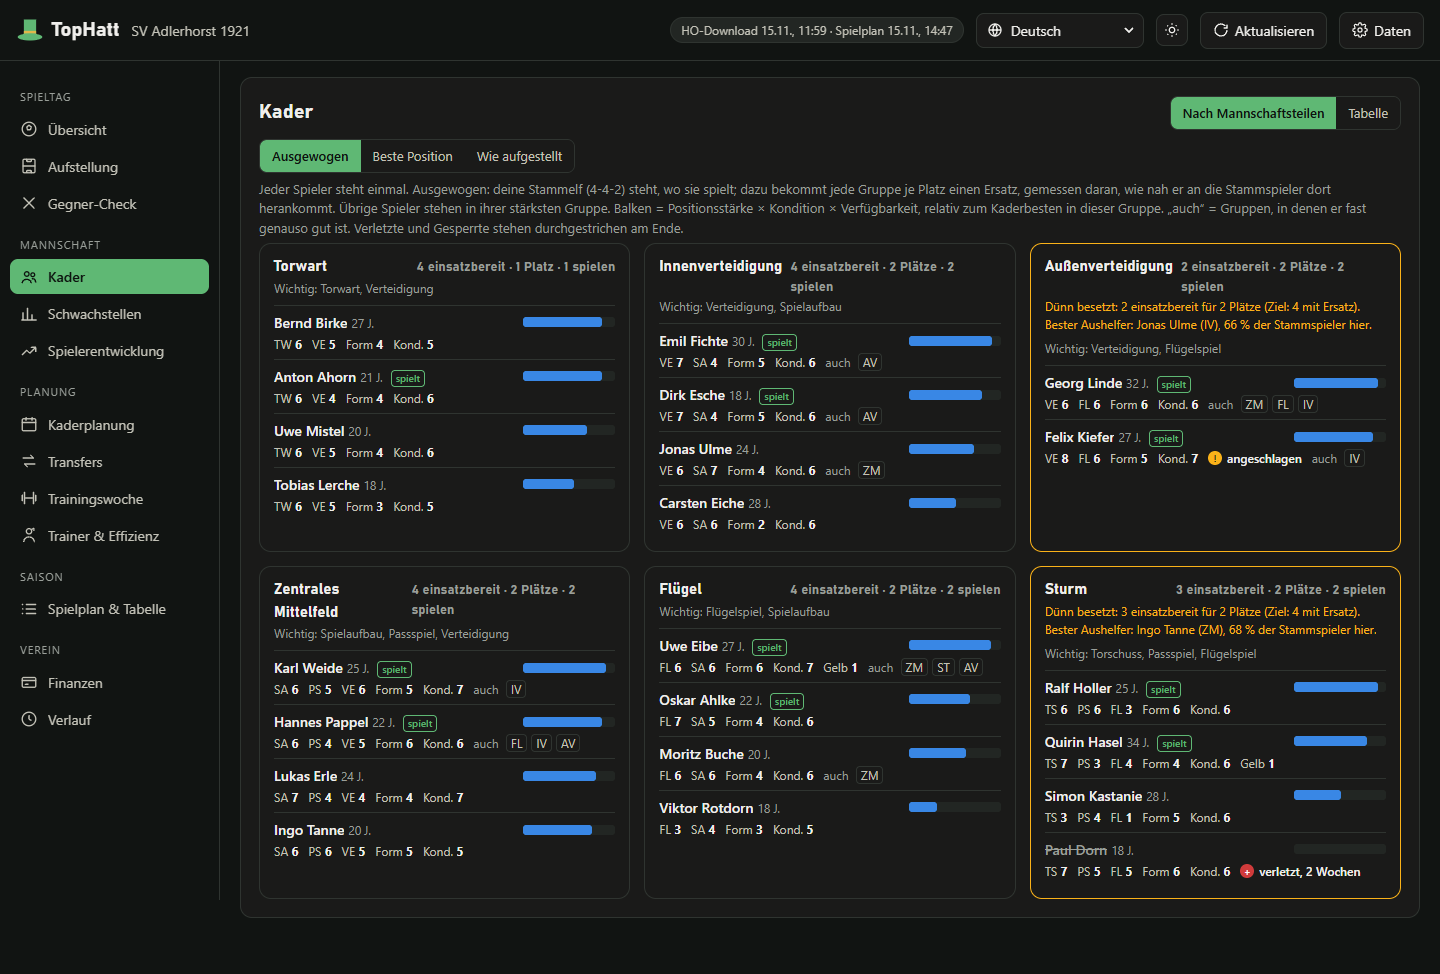 TopHatt SV Adlerhorst 1921
HO-Download 15.11., 11:59 · Spielplan 15.11., 14:47
Deutsch
Aktualisieren
Daten
SPIELTAG
Übersicht
Aufstellung
Gegner-Check
MANNSCHAFT
Kader
Schwachstellen
Spielerentwicklung
PLANUNG
Kaderplanung
Transfers
Trainingswoche
Trainer & Effizienz
SAISON
Spielplan & Tabelle
VEREIN
Finanzen
Verlauf
Kader
Nach Mannschaftsteilen Tabelle
Ausgewogen Beste Position Wie aufgestellt
Jeder Spieler steht einmal. Ausgewogen: deine Stammelf (4-4-2) steht, wo sie spielt; dazu bekommt jede Gruppe je Platz einen Ersatz, gemessen daran, wie nah er an die Stammspieler dort
herankommt. Übrige Spieler stehen in ihrer stärksten Gruppe. Balken = Positionsstärke × Kondition × Verfügbarkeit, relativ zum Kaderbesten in dieser Gruppe. „auch“ = Gruppen, in denen er fast
genauso gut ist. Verletzte und Gesperrte stehen durchgestrichen am Ende.
Torwart 4 einsatzbereit · 1 Platz · 1 spielen
Wichtig: Torwart, Verteidigung
Bernd Birke 27 J.
TW 6 VE 5 Form 4 Kond. 5
Anton Ahorn 21 J. spielt
TW 6 VE 4 Form 4 Kond. 6
Uwe Mistel 20 J.
TW 6 VE 5 Form 4 Kond. 6
Tobias Lerche 18 J.
TW 6 VE 5 Form 3 Kond. 5
Innenverteidigung 4 einsatzbereit · 2 Plätze · 2
spielen
Wichtig: Verteidigung, Spielaufbau
Emil Fichte 30 J. spielt
VE 7 SA 4 Form 5 Kond. 6 auch AV
Dirk Esche 18 J. spielt
VE 7 SA 4 Form 5 Kond. 6 auch AV
Jonas Ulme 24 J.
VE 6 SA 7 Form 4 Kond. 6 auch ZM
Carsten Eiche 28 J.
VE 6 SA 6 Form 2 Kond. 6
Außenverteidigung 2 einsatzbereit · 2 Plätze · 2
spielen
Dünn besetzt: 2 einsatzbereit für 2 Plätze (Ziel: 4 mit Ersatz).
Bester Aushelfer: Jonas Ulme (IV), 66 % der Stammspieler hier.
Wichtig: Verteidigung, Flügelspiel
Georg Linde 32 J. spielt
VE 6 FL 6 Form 6 Kond. 6 auch ZM FL IV
Felix Kiefer 27 J. spielt
VE 8 FL 6 Form 5 Kond. 7 ! angeschlagen auch IV
Zentrales
Mittelfeld
4 einsatzbereit · 2 Plätze · 2
spielen
Wichtig: Spielaufbau, Passspiel, Verteidigung
Karl Weide 25 J. spielt
SA 6 PS 5 VE 6 Form 5 Kond. 7 auch IV
Hannes Pappel 22 J. spielt
SA 6 PS 4 VE 5 Form 6 Kond. 6 auch FL IV AV
Lukas Erle 24 J.
SA 7 PS 4 VE 4 Form 4 Kond. 7
Ingo Tanne 20 J.
SA 6 PS 6 VE 5 Form 5 Kond. 5
Flügel 4 einsatzbereit · 2 Plätze · 2 spielen
Wichtig: Flügelspiel, Spielaufbau
Uwe Eibe 27 J. spielt
FL 6 SA 6 Form 6 Kond. 7 Gelb 1 auch ZM ST AV
Oskar Ahlke 22 J. spielt
FL 7 SA 5 Form 4 Kond. 6
Moritz Buche 20 J.
FL 6 SA 6 Form 4 Kond. 6 auch ZM
Viktor Rotdorn 18 J.
FL 3 SA 4 Form 3 Kond. 5
Sturm 3 einsatzbereit · 2 Plätze · 2 spielen
Dünn besetzt: 3 einsatzbereit für 2 Plätze (Ziel: 4 mit Ersatz).
Bester Aushelfer: Ingo Tanne (ZM), 68 % der Stammspieler hier.
Wichtig: Torschuss, Passspiel, Flügelspiel
Ralf Holler 25 J. spielt
TS 6 PS 6 FL 3 Form 6 Kond. 6
Quirin Hasel 34 J. spielt
TS 7 PS 3 FL 4 Form 4 Kond. 6 Gelb 1
Simon Kastanie 28 J.
TS 3 PS 4 FL 1 Form 5 Kond. 6
Paul Dorn 18 J.
TS 7 PS 5 FL 5 Form 6 Kond. 6 + verletzt, 2 Wochen